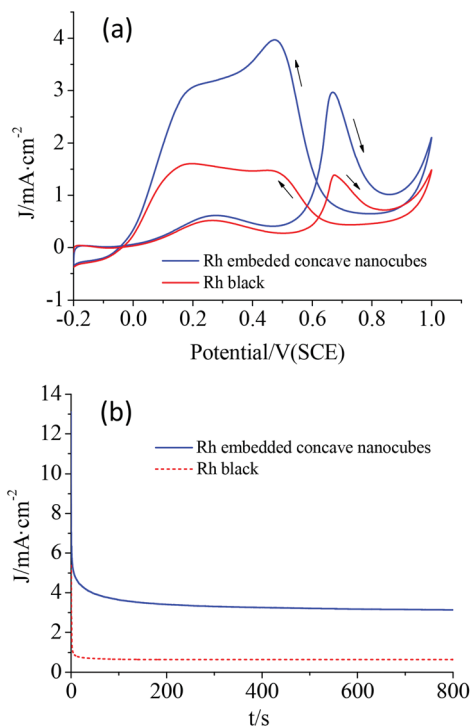 (a)
4
3
2
1
0
-1
J/mA·cm⁻²
Rh embeded concave nanocubes
Rh black
-0.2 0.0 0.2 0.4 0.6 0.8 1.0
Potential/V(SCE)
(b)
14
12
10
8
6
4
2
0
J/mA·cm⁻²
Rh embedded concave nanocubes
Rh black
0 200 400 600 800
t/s